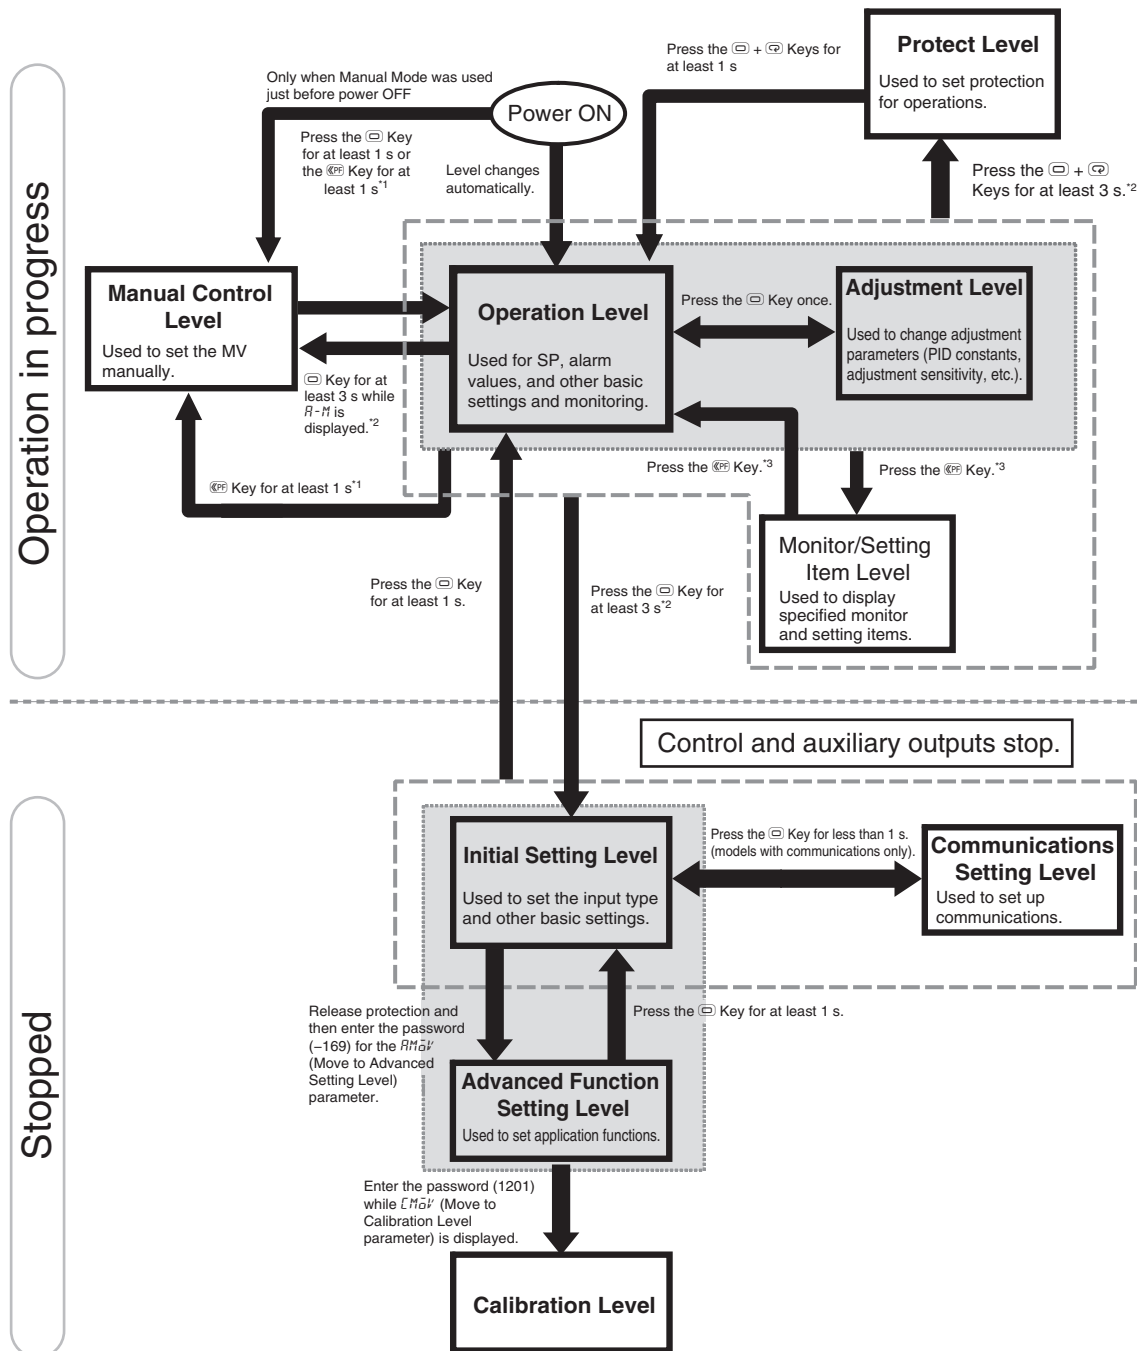 Operation in progress
Stopped
Protect Level
Used to set protection
for operations.
Press the + Keys for
at least 1 s
Press the +
Keys for at least 3 s.*2
Only when Manual Mode was used
just before power OFF
Power ON
Press the Key
for at least 1 s or
the PF Key for at
least 1 s*1
Level changes
automatically.
Manual Control
Level
Used to set the MV
manually.
Operation Level
Used for SP, alarm
values, and other basic
settings and monitoring.
Press the Key once.
Adjustment Level
Used to change adjustment
parameters (PID constants,
adjustment sensitivity, etc.).
Key for at
least 3 s while
A-M is
displayed.*2
PF Key for at least 1 s*1
Press the PF Key.*3
Press the PF Key.*3
Monitor/Setting
Item Level
Used to display
specified monitor
and setting items.
Press the Key
for at least 1 s.
Press the Key for
at least 3 s*2
Control and auxiliary outputs stop.
Initial Setting Level
Used to set the input type
and other basic settings.
Press the Key for less than 1 s.
(models with communications only).
Communications
Setting Level
Used to set up
communications.
Release protection and
then enter the password
(–169) for the AMoV
(Move to Advanced
Setting Level)
parameter.
Press the Key for at least 1 s.
Advanced Function
Setting Level
Used to set application functions.
Enter the password (1201)
while CMoV (Move to
Calibration Level
parameter) is displayed.
Calibration Level